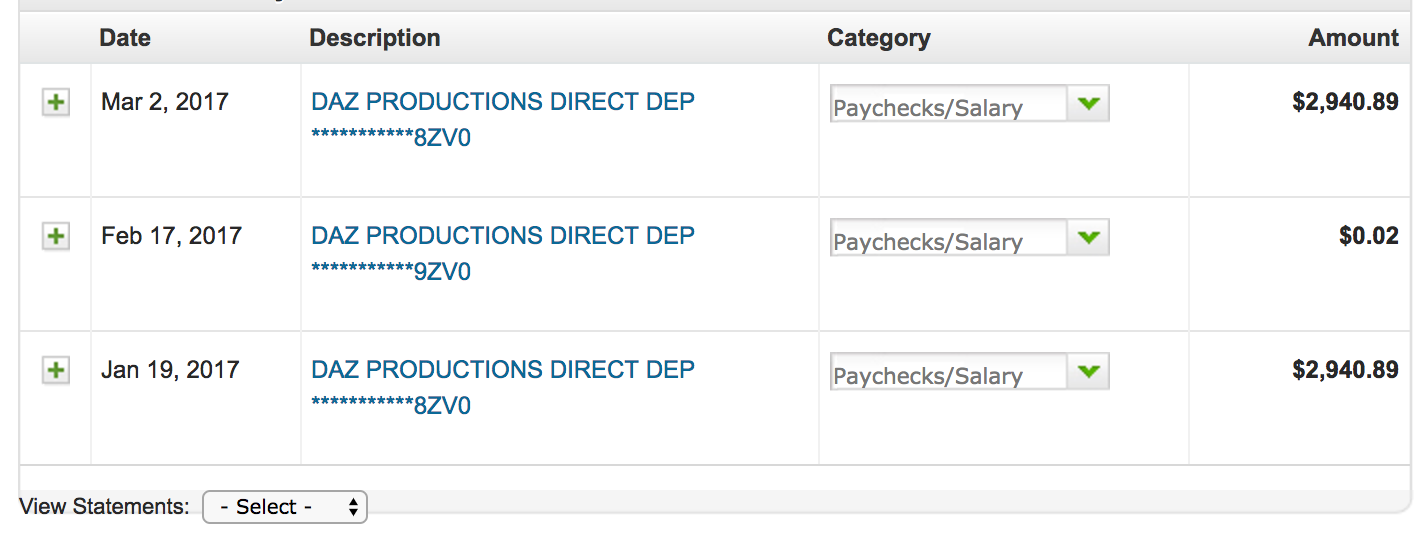 Date Description Category Amount
Mar 2, 2017 DAZ PRODUCTIONS DIRECT DEP Paychecks/Salary $2,940.89
***********8ZV0
Feb 17, 2017 DAZ PRODUCTIONS DIRECT DEP Paychecks/Salary $0.02
***********9ZV0
Jan 19, 2017 DAZ PRODUCTIONS DIRECT DEP Paychecks/Salary $2,940.89
***********8ZV0
View Statements: - Select -